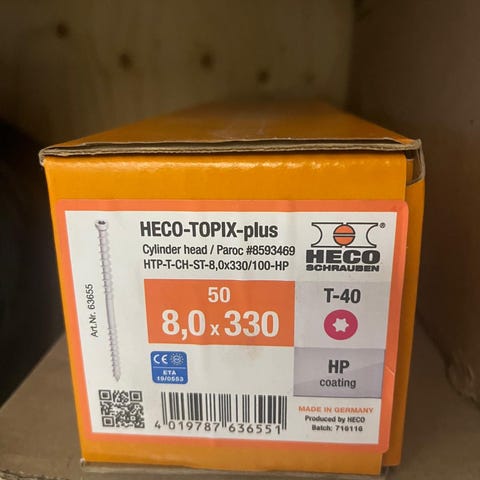 HECO-TOPIX-plus
Cylinder head / Paroc #8593469
HTP-T-CH-ST-8,0x330/100-HP
HECO
SCHRAUBEN
Art.Nr. 63655
50
8,0 x 330
T-40
CE
ETA
19/0553
HP
coating
4 019787 636551
MADE IN GERMANY
Produced by HECO
Batch: 716116